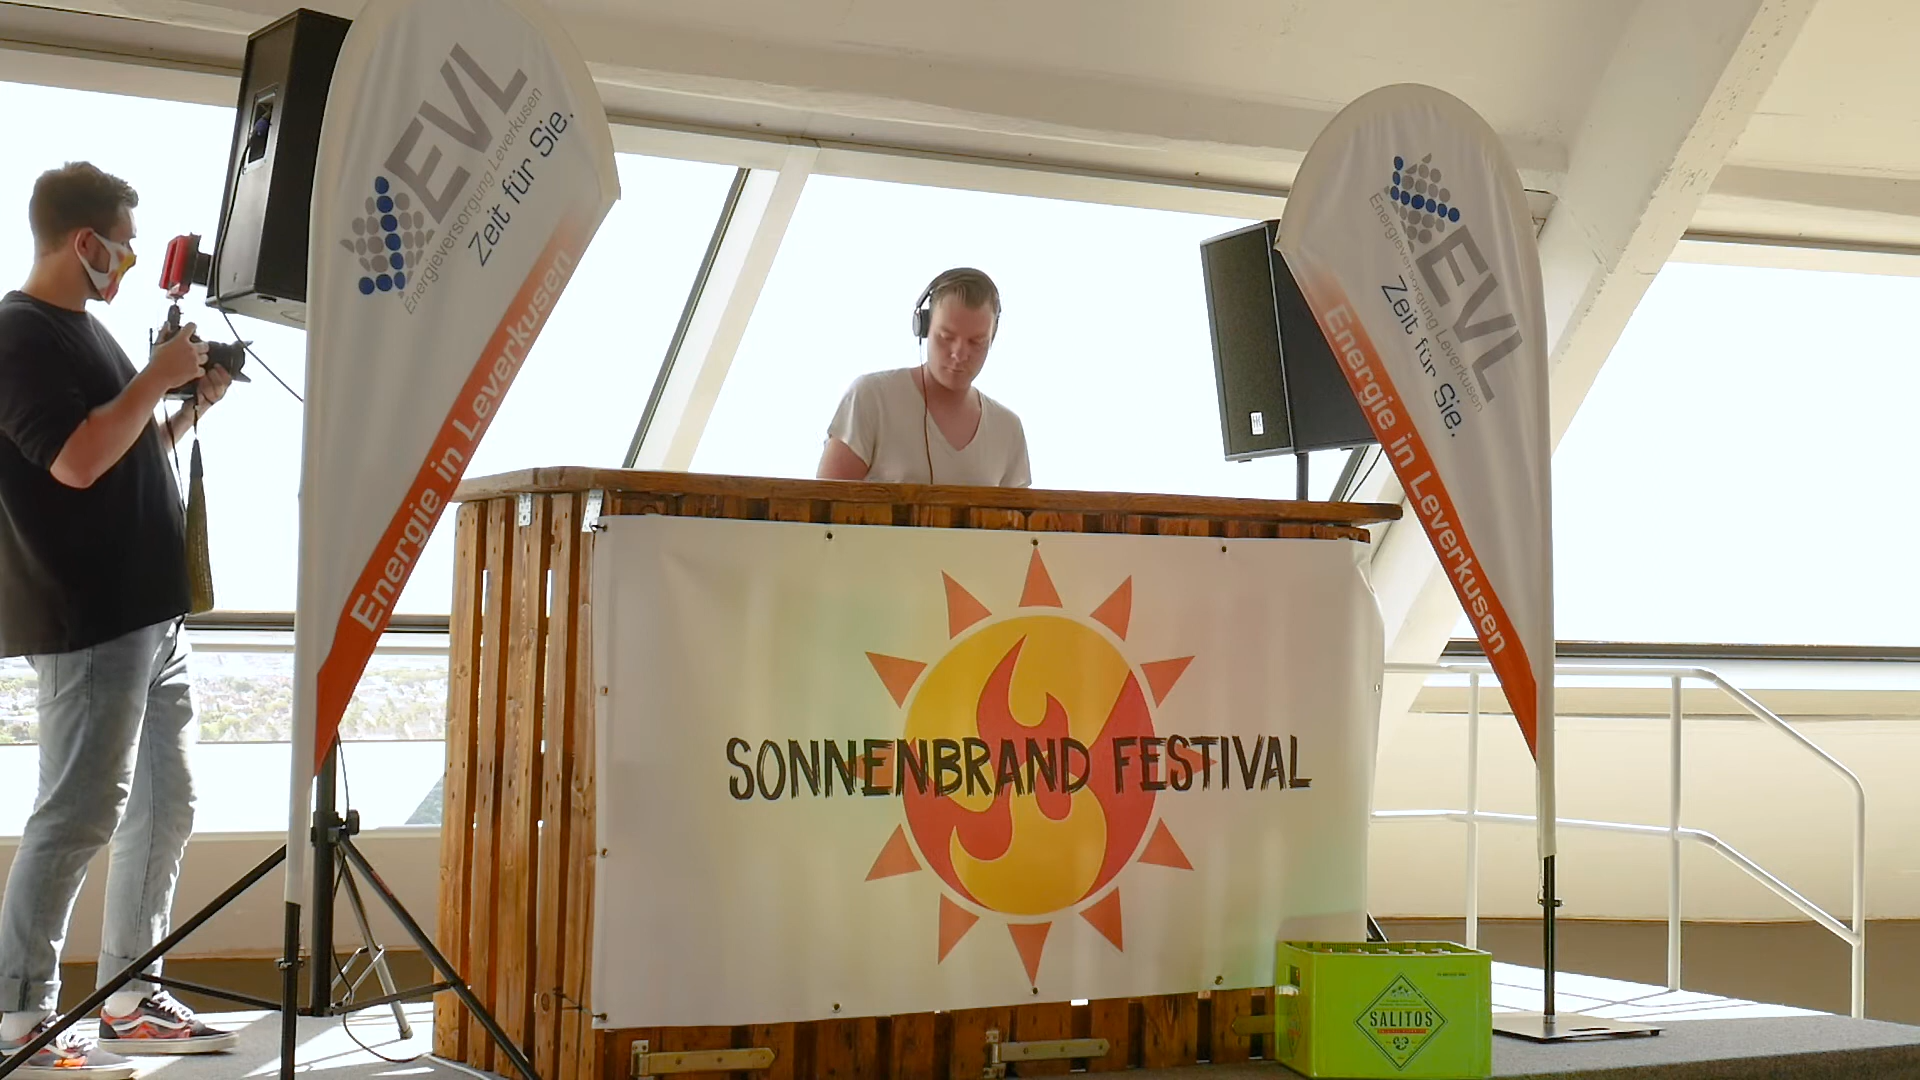 EVL
Energieversorgung Leverkusen
Zeit für Sie.
Energie in Leverkusen
EVL
Energieversorgung Leverkusen
Zeit für Sie.
Energie in Leverkusen
SONNENBRAND FESTIVAL
SALITOS